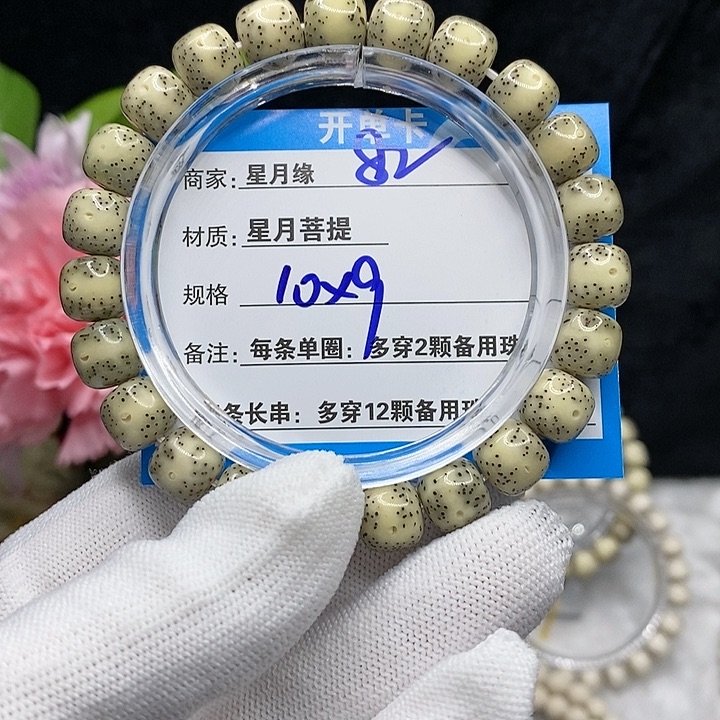 开单卡
82
商家：星月缘
材质：星月菩提
规格 10x9
备注：每条单圈：多穿2颗备用珠
条长串：多穿12颗备用珠